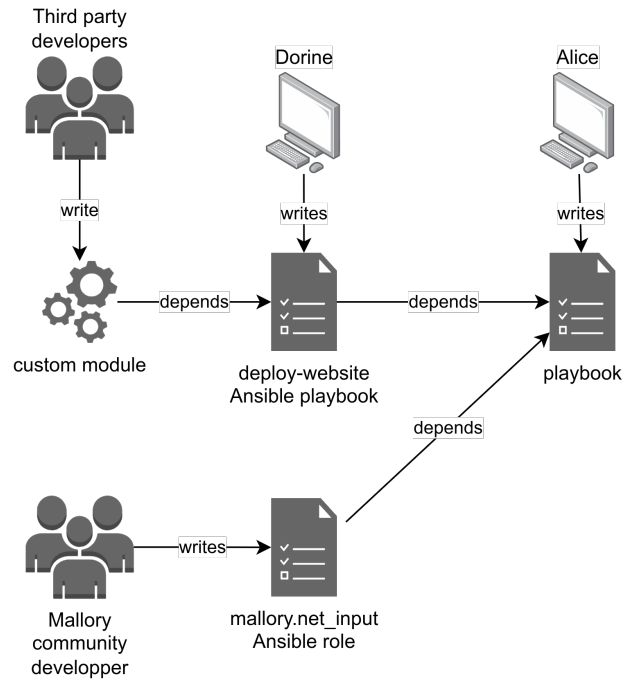 Third party
developers
Dorine
Alice
write
writes
writes
depends
depends
custom module
deploy-website
Ansible playbook
playbook
depends
writes
Mallory
community
developper
mallory.net_input
Ansible role